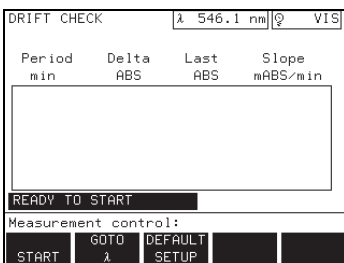 DRIFT CHECK λ 546.1 nm VIS
Period Delta Last Slope
min ABS ABS mABS/min
READY TO START
Measurement control:
START GOTO λ DEFAULT SETUP